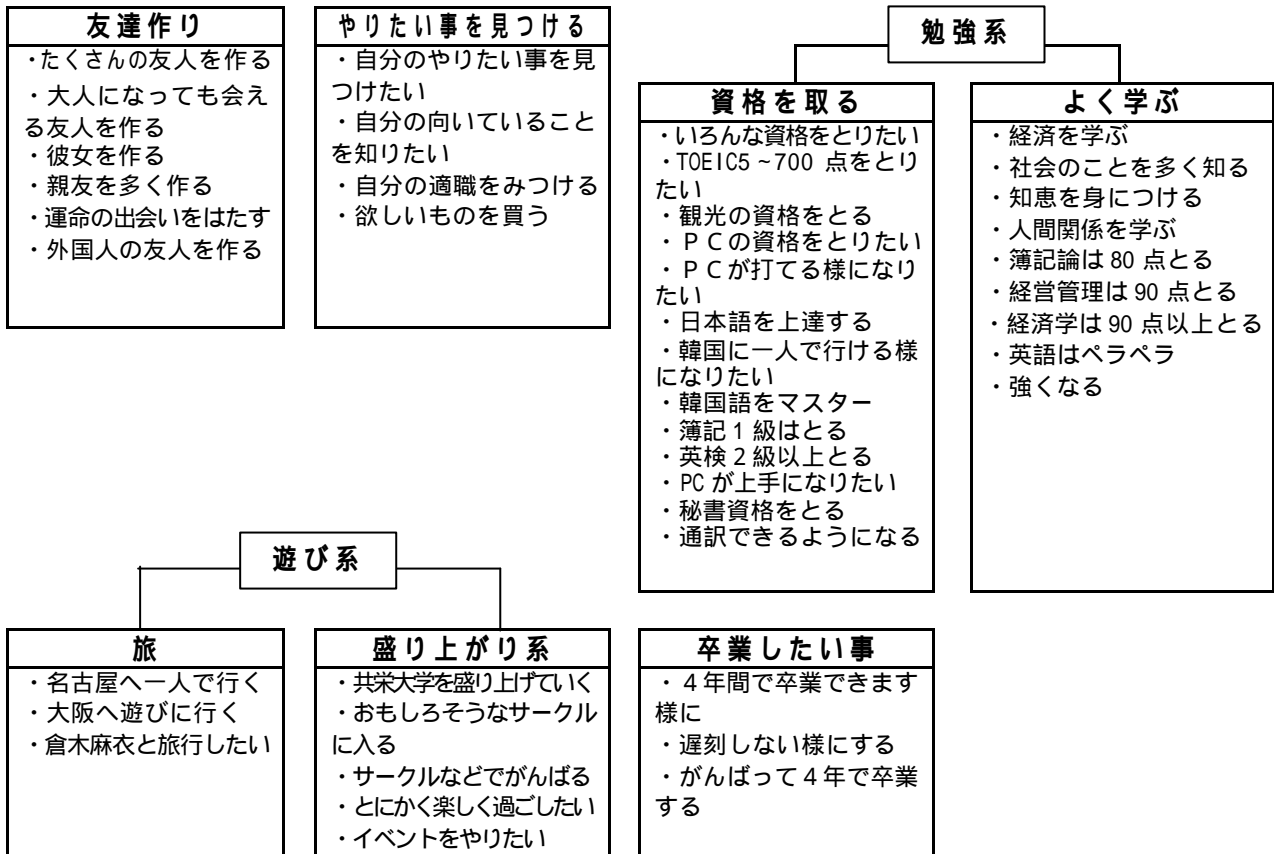 友達作り
・たくさんの友人を作る
・大人になっても会え
る友人を作る
・彼女を作る
・親友を多く作る
・運命の出会いをはたす
・外国人の友人を作る
やりたい事を見つける
・自分のやりたい事を見
つけたい
・自分の向いていること
を知りたい
・自分の適職をみつける
・欲しいものを買う
勉強系
資格を取る
・いろんな資格をとりたい
・TOEIC5~700 点をとり
たい
・観光の資格をとる
・ＰＣの資格をとりたい
・ＰＣが打てる様になり
たい
・日本語を上達する
・韓国に一人で行ける様
になりたい
・韓国語をマスター
・簿記１級はとる
・英検２級以上とる
・PC が上手になりたい
・秘書資格をとる
・通訳できるようになる
よく学ぶ
・経済を学ぶ
・社会のことを多く知る
・知恵を身につける
・人間関係を学ぶ
・簿記論は 80 点とる
・経営管理は 90 点とる
・経済学は 90 点以上とる
・英語はペラペラ
・強くなる
遊び系
旅
・名古屋へ一人で行く
・大阪へ遊びに行く
・倉木麻衣と旅行したい
盛り上がり系
・共栄大学を盛り上げていく
・おもしろそうなサークル
に入る
・サークルなどでがんばる
・とにかく楽しく過ごしたい
・イベントをやりたい
卒業したい事
・４年間で卒業できます
様に
・遅刻しない様にする
・がんばって４年で卒業
する